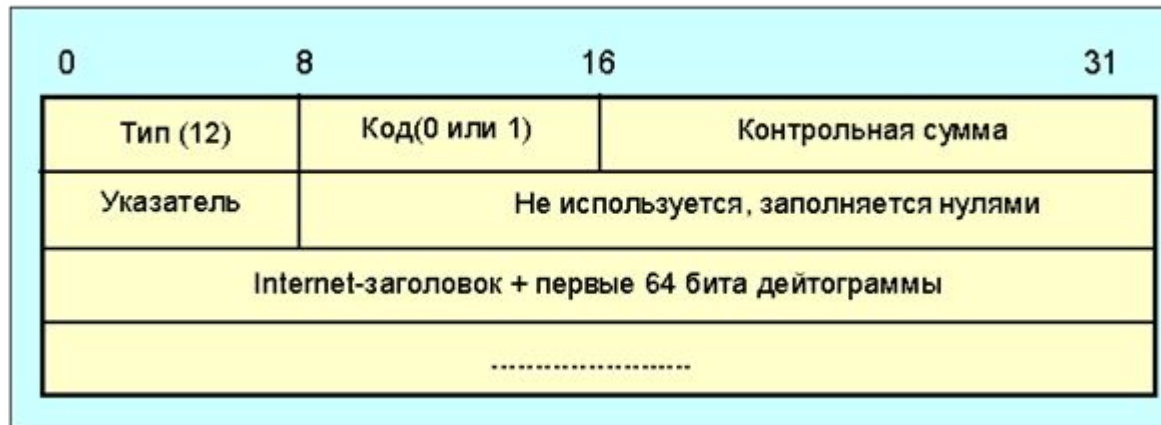 0 8 16 31
Тип (12) Код(0 или 1) Контрольная сумма
Указатель Не используется, заполняется нулями
Internet-заголовок + первые 64 бита дейтограммы
.......................